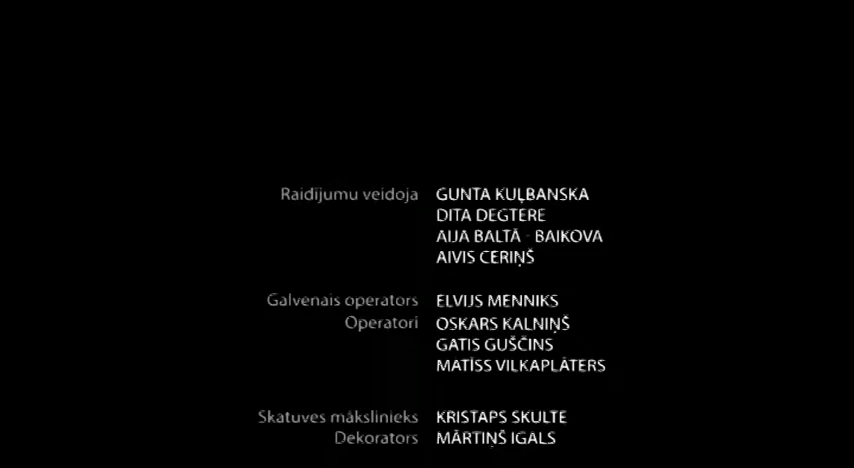 Raidījumu veidoja GUNTA KUĻBANSKA
DITA DEGTERE
AIJA BALTĀ - BAIKOVA
AIVIS CERIŅŠ
Galvenais operators ELVIJS MENNIKS
Operatori OSKARS KALNIŅŠ
GATIS GUŠČINS
MATĪSS VILKAPLĀTERS
Skatuves mākslinieks KRISTAPS SKULTE
Dekorators MĀRTIŅŠ IGALS